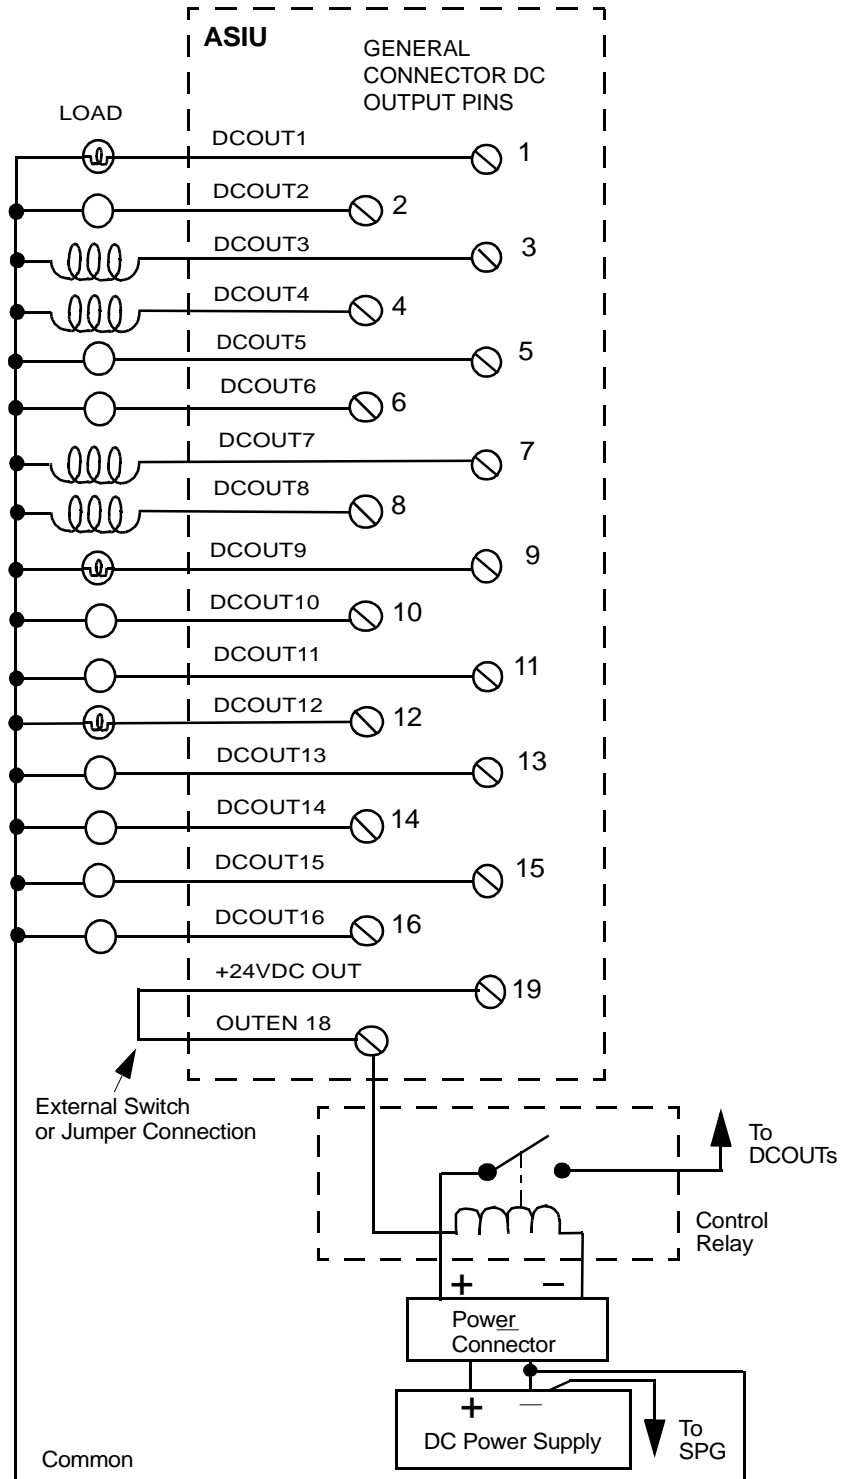 ASIU
GENERAL
CONNECTOR DC
OUTPUT PINS
LOAD
DCOUT1
1
DCOUT2
2
DCOUT3
3
DCOUT4
4
DCOUT5
5
DCOUT6
6
DCOUT7
7
DCOUT8
8
DCOUT9
9
DCOUT10
10
DCOUT11
11
DCOUT12
12
DCOUT13
13
DCOUT14
14
DCOUT15
15
DCOUT16
16
+24VDC OUT
19
OUTEN 18
External Switch
or Jumper Connection
To
DCOUTs
Control
Relay
+ −
Power
Connector
+ −
DC Power Supply
To
SPG
Common